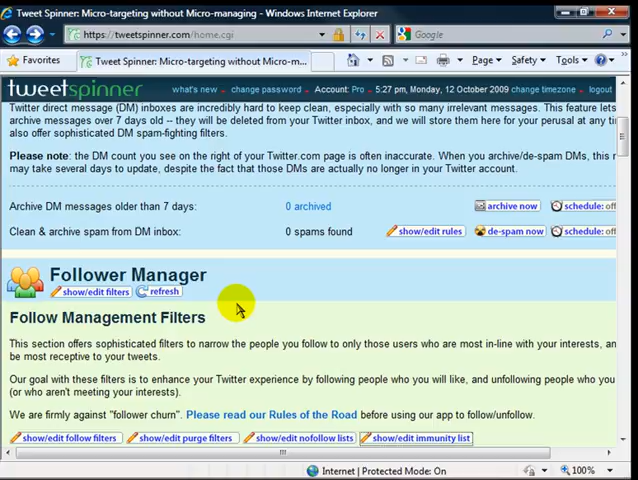 Tweet Spinner: Micro-targeting without Micro-managing - Windows Internet Explorer
https://tweetspinner.com/home.cgi
Google
Favorites
Tweet Spinner: Micro-targeting without Micro-m...
Page
Safety
Tools
tweetspinner
what's new
change password
Account: Pro
5:27 pm, Monday, 12 October 2009
change timezone
logout
Twitter direct message (DM) inboxes are incredibly hard to keep clean, especially with so many irrelevant messages. This feature lets
archive messages over 7 days old -- they will be deleted from your Twitter inbox, and we will store them here for your perusal at any
also offer sophisticated DM spam-fighting filters.
Please note: the DM count you see on the right of your Twitter.com page is often inaccurate. When you archive/de-spam DMs, this
may take several days to update, despite the fact that those DMs are actually no longer in your Twitter account.
Archive DM messages older than 7 days:
0 archived
archive now
schedule: off
Clean & archive spam from DM inbox:
0 spams found
show/edit rules
de-spam now
schedule: off
Follower Manager
show/edit filters
refresh
Follow Management Filters
This section offers sophisticated filters to narrow the people you follow to only those users who are most in-line with your interests,
be most receptive to your tweets.
Our goal with these filters is to enhance your Twitter experience by following people who you will like, and unfollowing people who you
(or who aren't meeting your interests).
We are firmly against "follower churn". Please read our Rules of the Road before using our app to follow/unfollow.
show/edit follow filters
show/edit purge filters
show/edit nofollow lists
show/edit immunity list
Internet | Protected Mode: On
100%